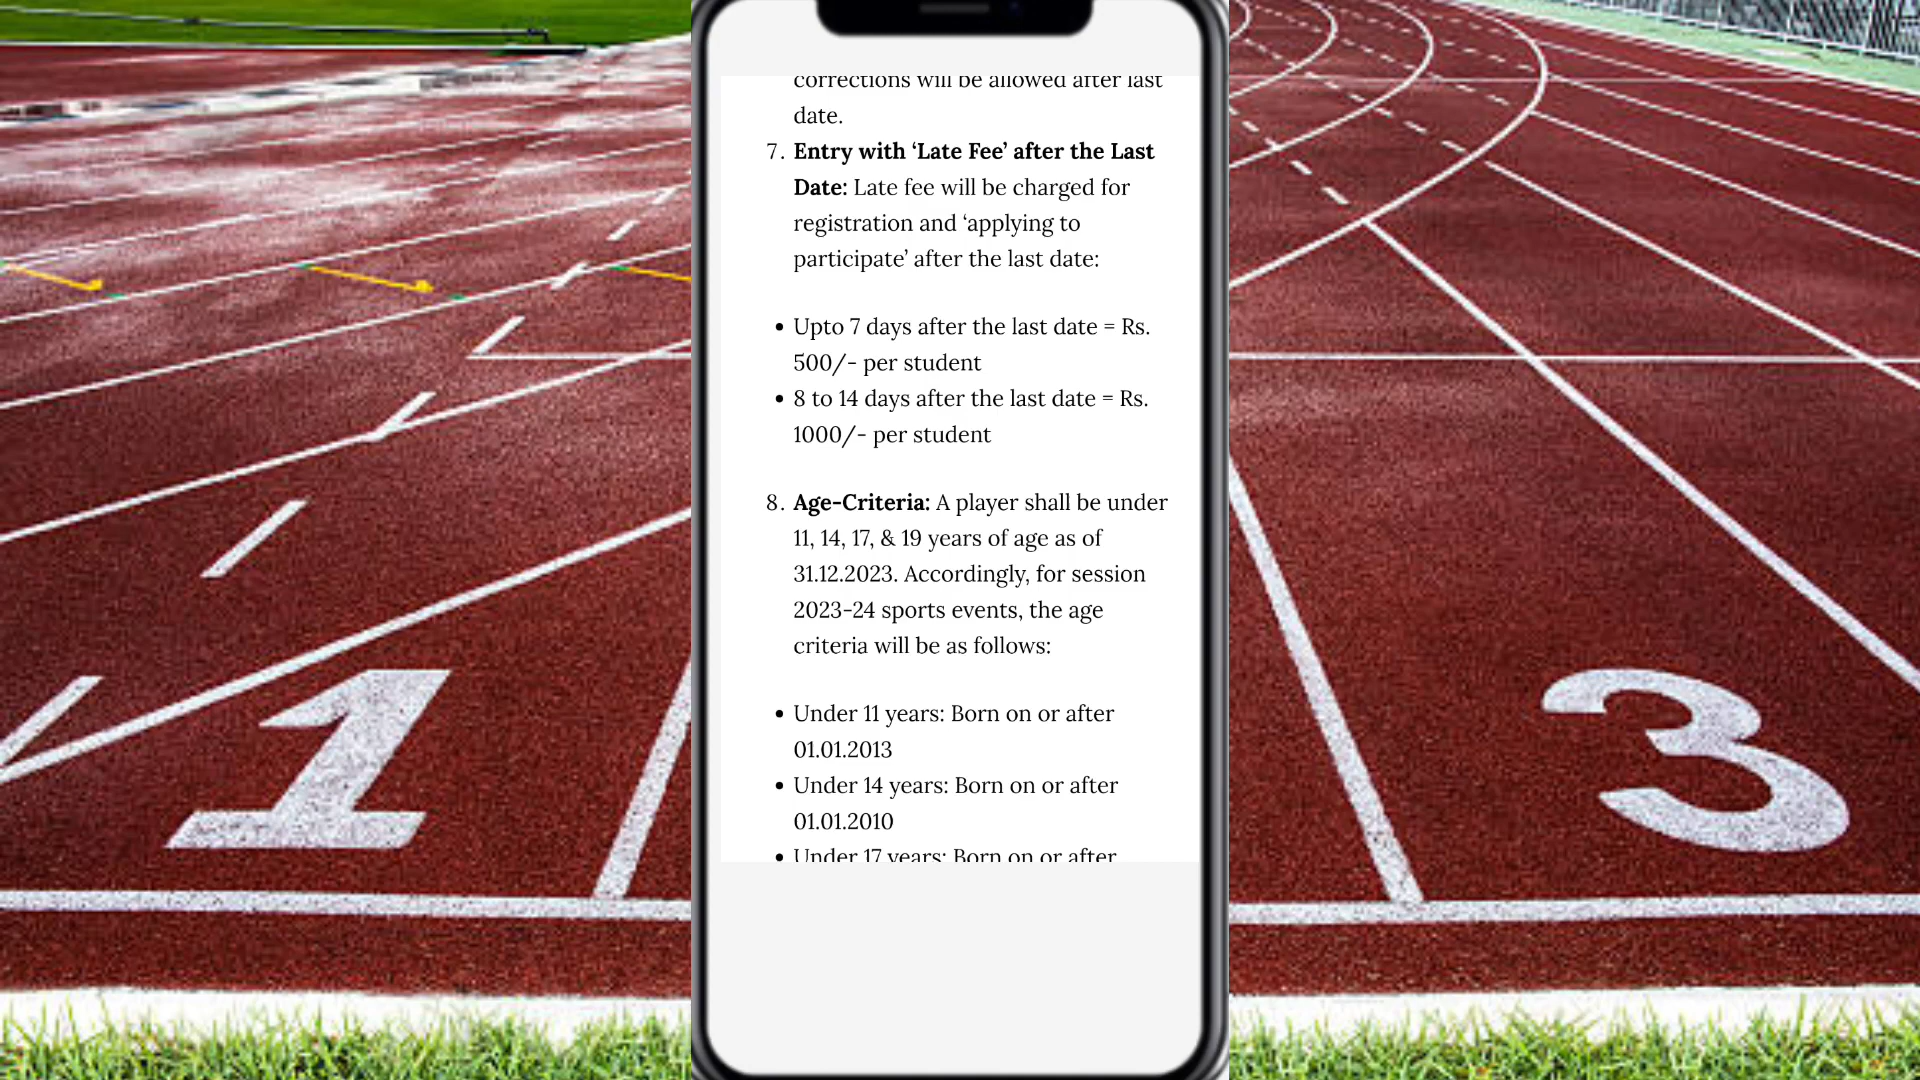 corrections will be allowed after last
date.
7. Entry with ‘Late Fee’ after the Last
Date: Late fee will be charged for
registration and ‘applying to
participate’ after the last date:
• Upto 7 days after the last date = Rs.
500/- per student
• 8 to 14 days after the last date = Rs.
1000/- per student
8. Age-Criteria: A player shall be under
11, 14, 17, & 19 years of age as of
31.12.2023. Accordingly, for session
2023-24 sports events, the age
criteria will be as follows:
• Under 11 years: Born on or after
01.01.2013
• Under 14 years: Born on or after
01.01.2010
• Under 17 years: Born on or after
1
3